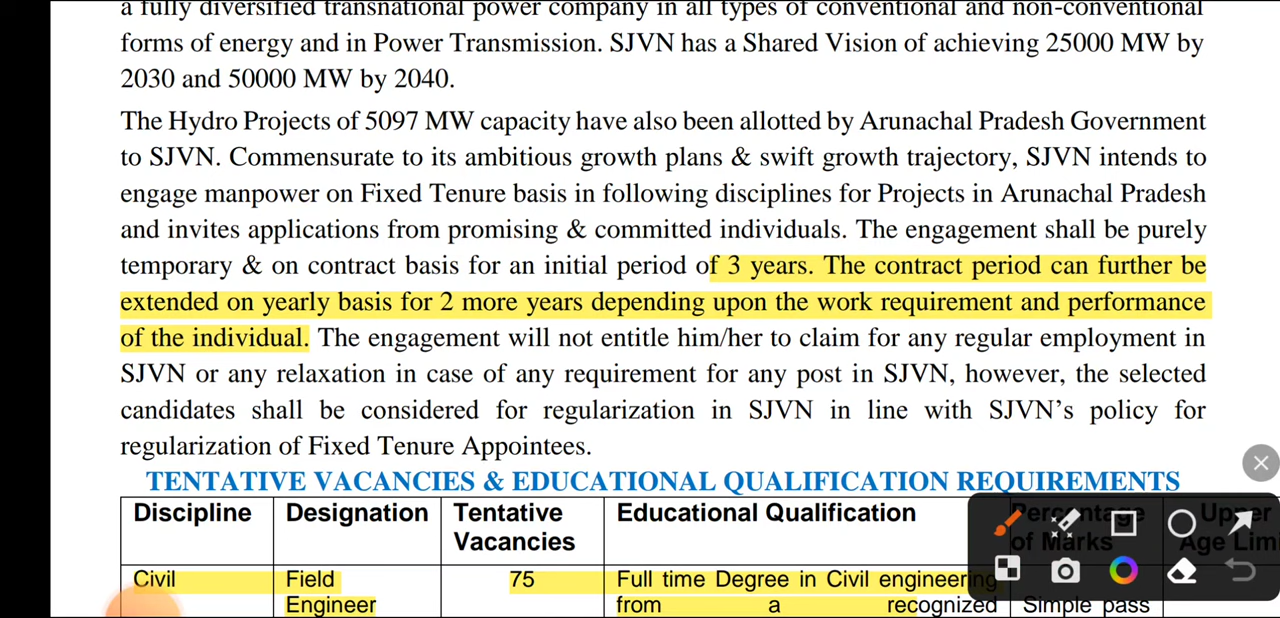 a fully diversified transnational power company in all types of conventional and non-conventional
forms of energy and in Power Transmission. SJVN has a Shared Vision of achieving 25000 MW by
2030 and 50000 MW by 2040.
The Hydro Projects of 5097 MW capacity have also been allotted by Arunachal Pradesh Government
to SJVN. Commensurate to its ambitious growth plans & swift growth trajectory, SJVN intends to
engage manpower on Fixed Tenure basis in following disciplines for Projects in Arunachal Pradesh
and invites applications from promising & committed individuals. The engagement shall be purely
temporary & on contract basis for an initial period of 3 years. The contract period can further be
extended on yearly basis for 2 more years depending upon the work requirement and performance
of the individual. The engagement will not entitle him/her to claim for any regular employment in
SJVN or any relaxation in case of any requirement for any post in SJVN, however, the selected
candidates shall be considered for regularization in SJVN in line with SJVN's policy for
regularization of Fixed Tenure Appointees.
TENTATIVE VACANCIES & EDUCATIONAL QUALIFICATION REQUIREMENTS
Discipline Designation Tentative Educational Qualification Percentage Upper
Vacancies of Marks Age Limi
Civil Field 75 Full time Degree in Civil engineering
Engineer from a recognized Simple pass